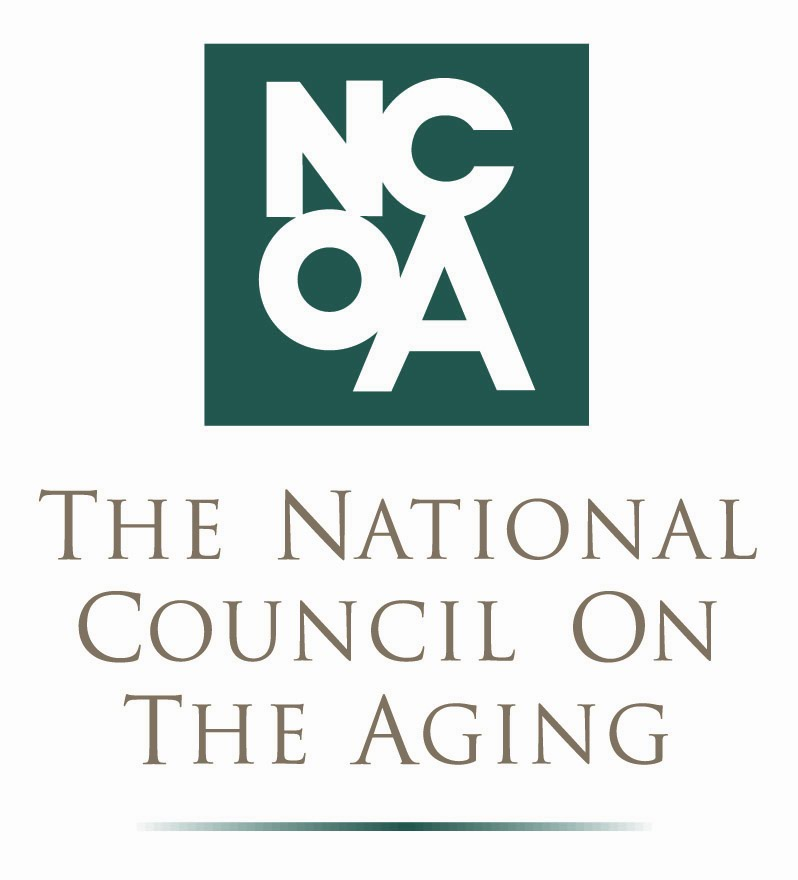 NC
OA
THE NATIONAL
COUNCIL ON
THE AGING